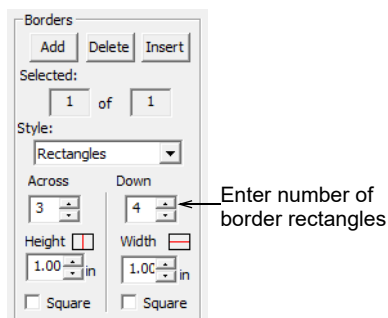 Borders
Add Delete Insert
Selected:
1 of 1
Style:
Rectangles
Across Down
3 4
Enter number of
border rectangles
Height Width
1.00 in 1.00 in
Square Square